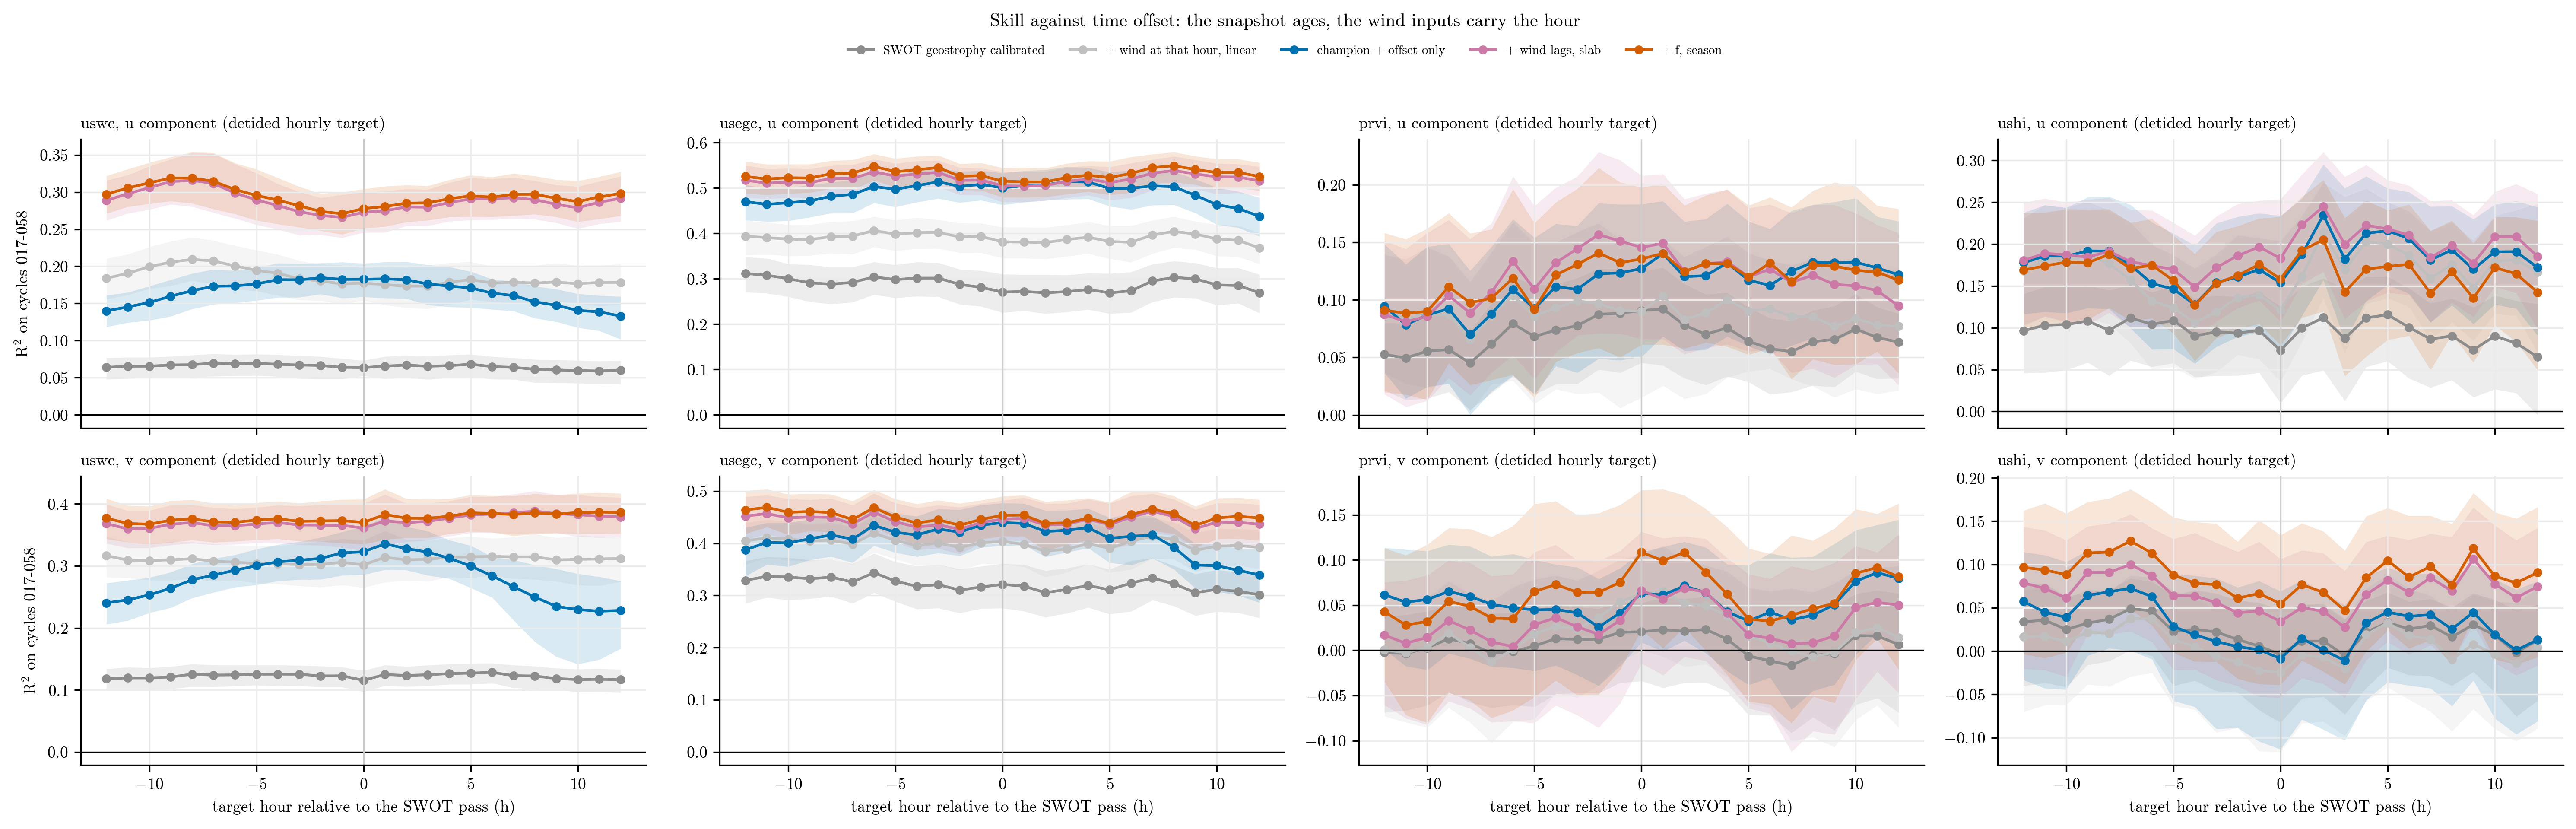 Skill against time offset: the snapshot ages, the wind inputs carry the hour
SWOT geostrophy calibrated
+ wind at that hour, linear
champion + offset only
+ wind lags, slab
+ f, season
uswc, u component (detided hourly target)
R² on cycles 017-058
0.35
0.30
0.25
0.20
0.15
0.10
0.05
0.00
usegc, u component (detided hourly target)
0.6
0.5
0.4
0.3
0.2
0.1
0.0
prvi, u component (detided hourly target)
0.20
0.15
0.10
0.05
0.00
ushi, u component (detided hourly target)
0.30
0.25
0.20
0.15
0.10
0.05
0.00
uswc, v component (detided hourly target)
R² on cycles 017-058
0.4
0.3
0.2
0.1
0.0
−10 −5 0 5 10
target hour relative to the SWOT pass (h)
usegc, v component (detided hourly target)
0.5
0.4
0.3
0.2
0.1
0.0
−10 −5 0 5 10
target hour relative to the SWOT pass (h)
prvi, v component (detided hourly target)
0.15
0.10
0.05
0.00
−0.05
−0.10
−10 −5 0 5 10
target hour relative to the SWOT pass (h)
ushi, v component (detided hourly target)
0.20
0.15
0.10
0.05
0.00
−0.05
−0.10
−10 −5 0 5 10
target hour relative to the SWOT pass (h)